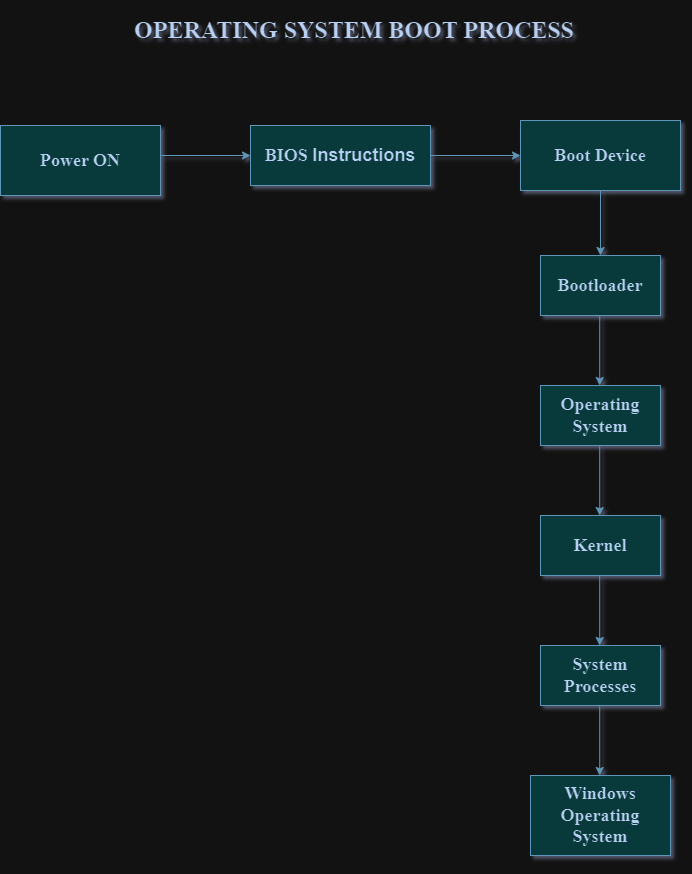 OPERATING SYSTEM BOOT PROCESS
Power ON
BIOS Instructions
Boot Device
Bootloader
Operating
System
Kernel
System
Processes
Windows
Operating
System